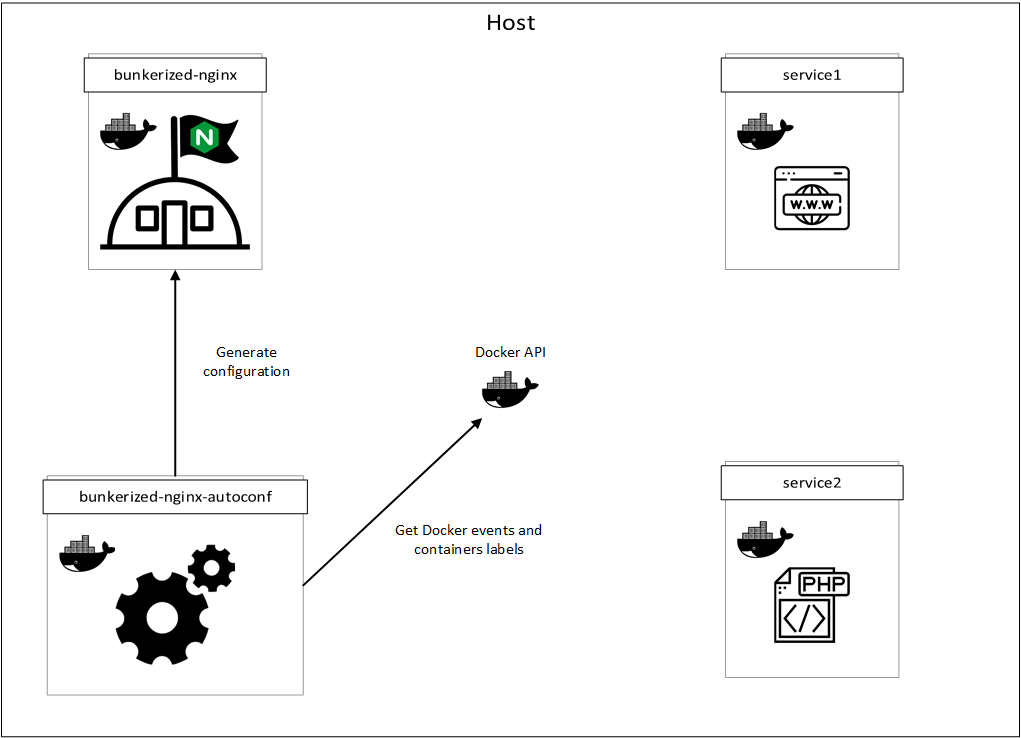 Host
bunkerized-nginx
service1
N
W.W.W
Generate
configuration
Docker API
bunkerized-nginx-autoconf
service2
Get Docker events and
containers labels
PHP
</>